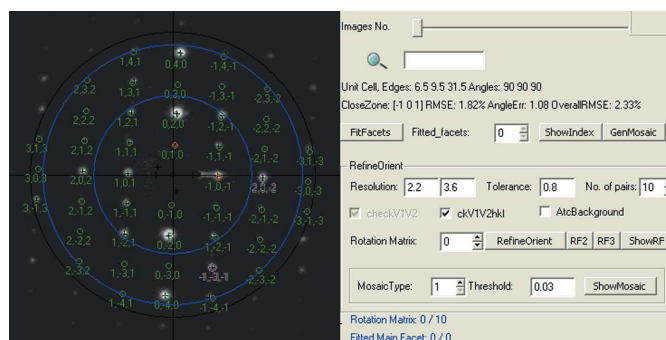 Images No.
Unit Cell, Edges: 6.5 9.5 31.5 Angles: 90 90 90
CloseZone: [-1 0 1] RMSE: 1.82% AngleErr: 1.08 OverallRMSE: 2.33%
FitFacets Fitted_facets: 0 ShowIndex GenMosaic
RefineOrient
Resolution: 2.2 3.6 Tolerance: 0.8 No. of pairs: 10
checkV1V2 ckV1V2hkl AtcBackground
Rotation Matrix: 0 RefineOrient RF2 RF3 ShowRF
MosaicType: 1 Threshold: 0.03 ShowMosaic
Rotation Matrix: 0 / 10
Fitted Main Facet: 0 / 0
1,4,1 0,4,0 -1,4,-1
2,3,2 1,3,1 0,3,0 -1,3,-1 -2,3,-2
2,2,2 1,2,1 0,2,0 -1,2,-1 -2,2,-2
3,1,3 2,1,2 1,1,1 0,1,0 -1,1,-1 -2,1,-2 -3,1,-3
3,0,3 2,0,2 1,0,1 -1,0,-1 -2,0,-2 -3,0,-3
3,-1,3 2,-1,2 1,-1,1 0,-1,0 -1,-1,-1 -2,-1,-2 -3,-1,-3
2,-2,2 1,-2,1 0,-2,0 -1,-2,-1 -2,-2,-2
2,-3,2 1,-3,1 0,-3,0 -1,-3,-1 -2,-3,-2
1,-4,1 0,-4,0 -1,-4,-1